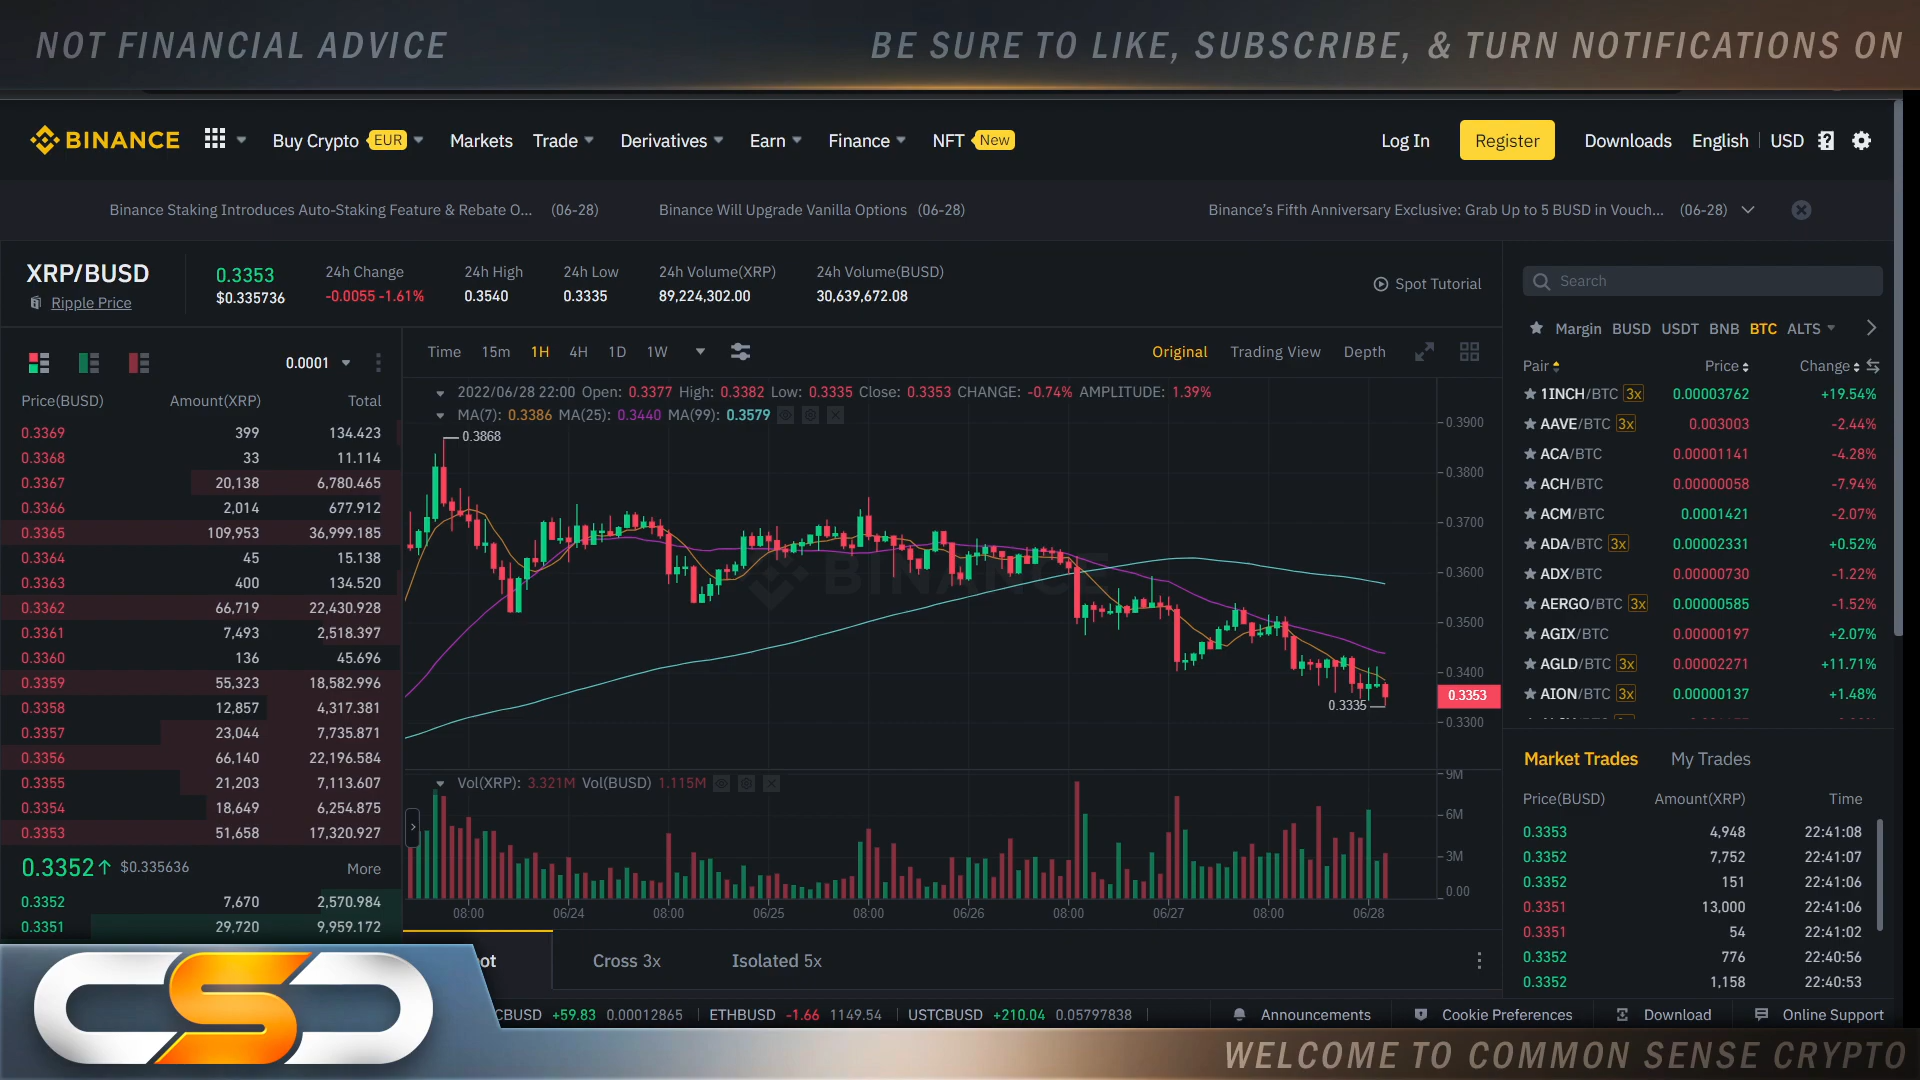 NOT FINANCIAL ADVICE
BE SURE TO LIKE, SUBSCRIBE, & TURN NOTIFICATIONS ON
BINANCE Buy Crypto EUR Markets Trade Derivatives Earn Finance NFT New Log In Register Downloads English USD
Binance Staking Introduces Auto-Staking Feature & Rebate O... (06-28) Binance Will Upgrade Vanilla Options (06-28) Binance's Fifth Anniversary Exclusive: Grab Up to 5 BUSD in Vouch... (06-28)
XRP/BUSD
Ripple Price
0.3353
$0.335736
24h Change
-0.0055 -1.61%
24h High
0.3540
24h Low
0.3335
24h Volume(XRP)
89,224,302.00
24h Volume(BUSD)
30,639,672.08
Spot Tutorial
0.0001
Price(BUSD) Amount(XRP) Total
0.3369 399 134.423
0.3368 33 11.114
0.3367 20,138 6,780.465
0.3366 2,014 677.912
0.3365 109,953 36,999.185
0.3364 45 15.138
0.3363 400 134.520
0.3362 66,719 22,430.928
0.3361 7,493 2,518.397
0.3360 136 45.696
0.3359 55,323 18,582.996
0.3358 12,857 4,317.381
0.3357 23,044 7,735.871
0.3356 66,140 22,196.584
0.3355 21,203 7,113.607
0.3354 18,649 6,254.875
0.3353 51,658 17,320.927
0.3352↑ $0.335636 More
0.3352 7,670 2,570.984
0.3351 29,720 9,959.172
Time 15m 1H 4H 1D 1W Original Trading View Depth
2022/06/28 22:00 Open: 0.3377 High: 0.3382 Low: 0.3335 Close: 0.3353 CHANGE: -0.74% AMPLITUDE: 1.39%
MA(7): 0.3386 MA(25): 0.3440 MA(99): 0.3579
0.3868
BINANCE
0.3335
0.3900
0.3800
0.3700
0.3600
0.3500
0.3400
0.3353
0.3300
Vol(XRP): 3.321M Vol(BUSD) 1.115M
9M
6M
3M
0.00
08:00 06/24 08:00 06/25 08:00 06/26 08:00 06/27 08:00 06/28
ot Cross 3x Isolated 5x
Search
Margin BUSD USDT BNB BTC ALTS
Pair Price Change
1INCH/BTC 3x 0.00003762 +19.54%
AAVE/BTC 3x 0.003003 -2.44%
ACA/BTC 0.00001141 -4.28%
ACH/BTC 0.00000058 -7.94%
ACM/BTC 0.0001421 -2.07%
ADA/BTC 3x 0.00002331 +0.52%
ADX/BTC 0.00000730 -1.22%
AERGO/BTC 3x 0.00000585 -1.52%
AGIX/BTC 0.00000197 +2.07%
AGLD/BTC 3x 0.00002271 +11.71%
AION/BTC 3x 0.00000137 +1.48%
Market Trades My Trades
Price(BUSD) Amount(XRP) Time
0.3353 4,948 22:41:08
0.3352 7,752 22:41:07
0.3352 151 22:41:06
0.3351 13,000 22:41:06
0.3351 54 22:41:02
0.3352 776 22:40:56
0.3352 1,158 22:40:53
CBUSD +59.83 0.00012865 ETHBUSD -1.66 1149.54 USTCBUSD +210.04 0.05797838 Announcements Cookie Preferences Download Online Support
CSC
WELCOME TO COMMON SENSE CRYPTO